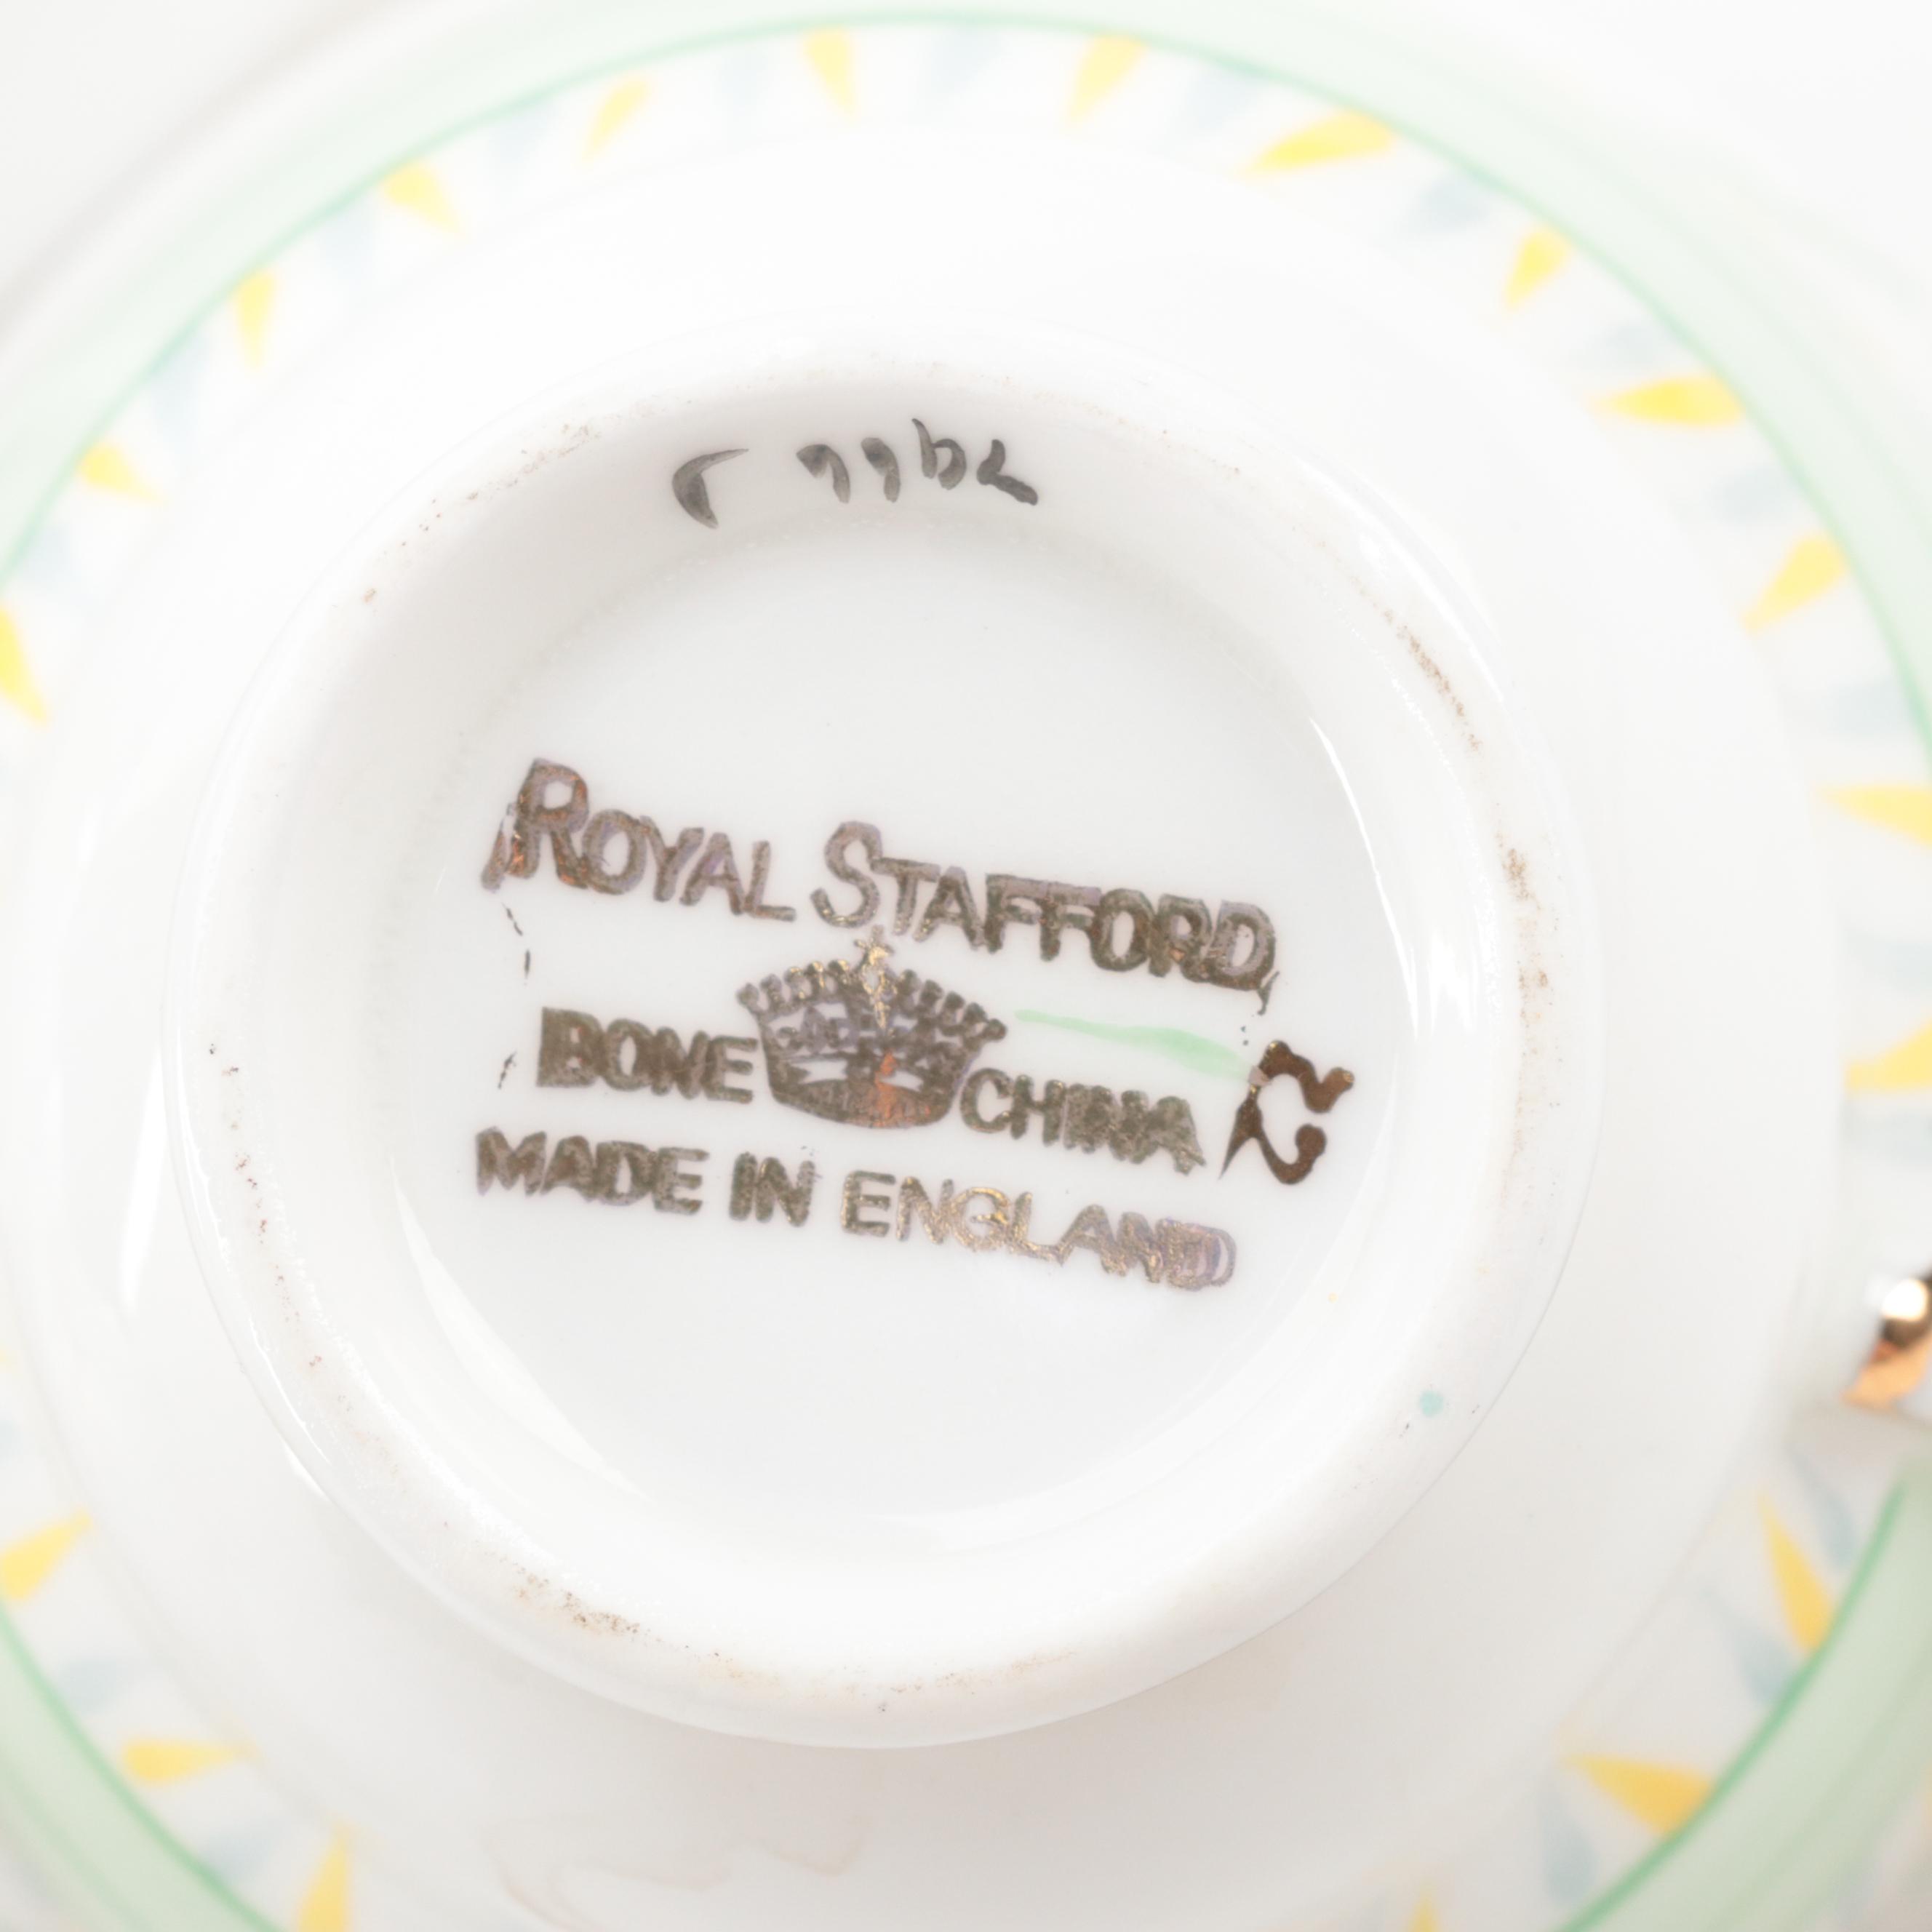 ROYAL STAFFORD
BONE CHINA
MADE IN ENGLAND